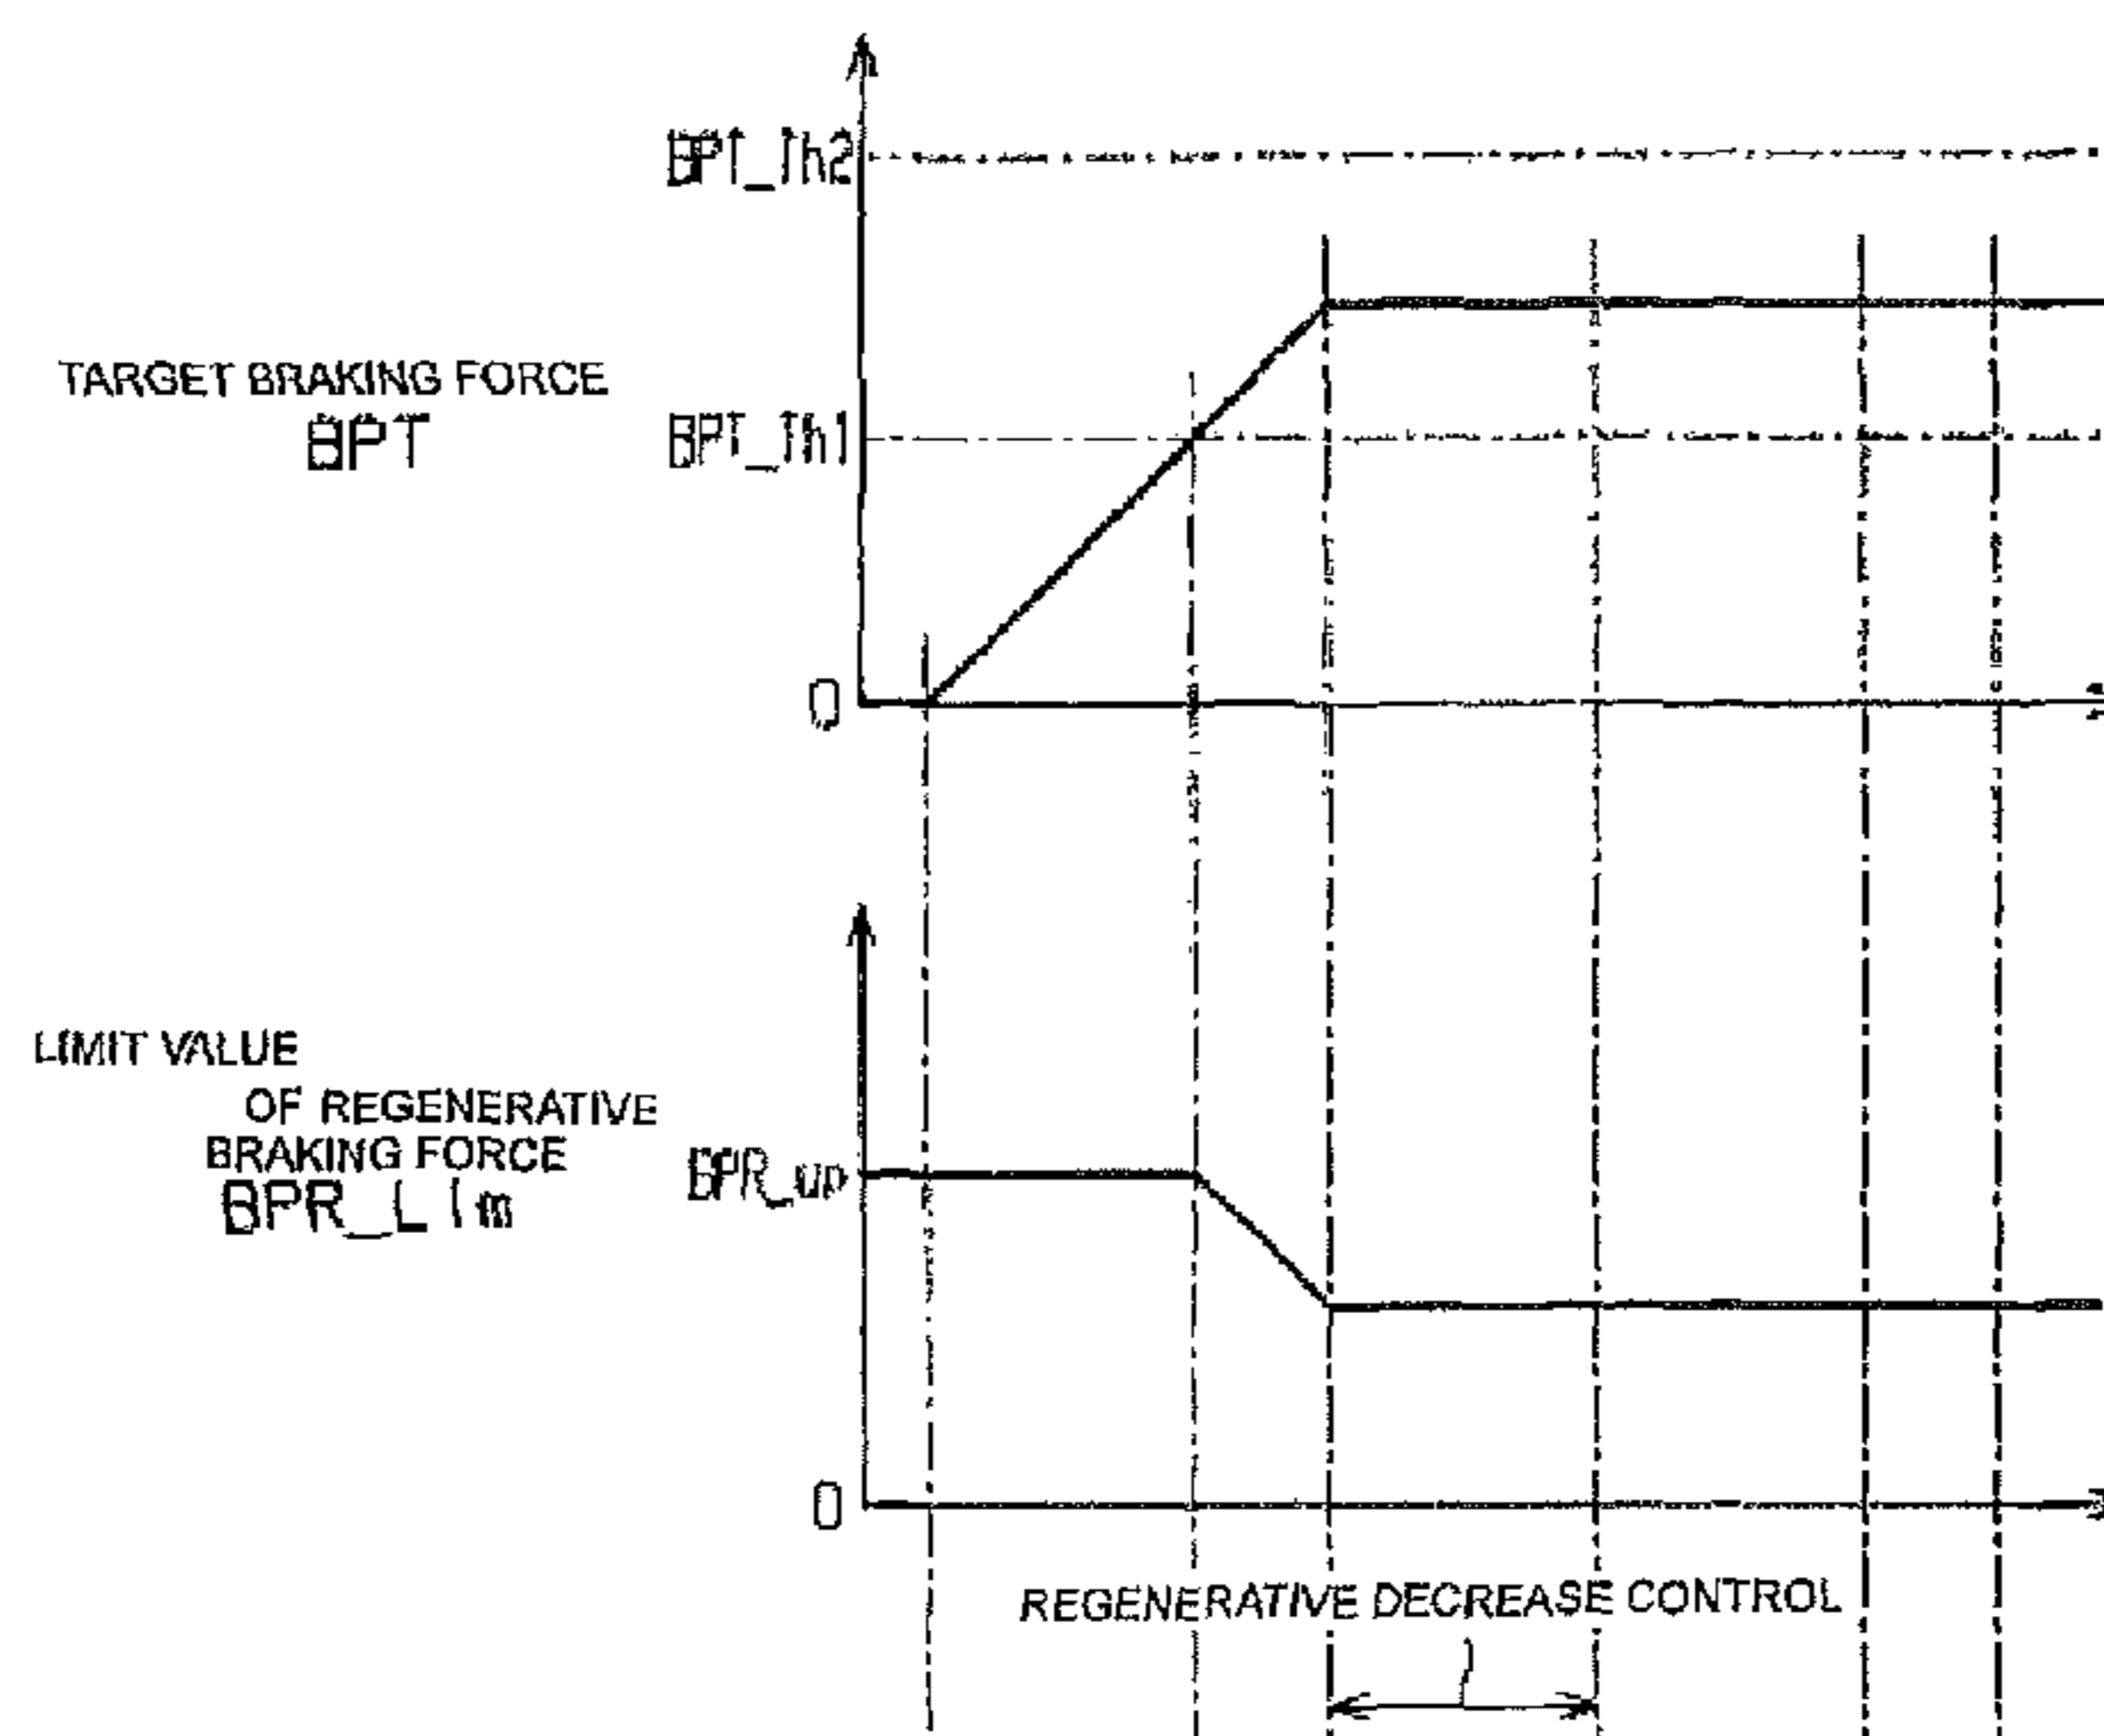 BPT_Th2
TARGET BRAKING FORCE
BPT
BPT_Th1
0
LIMIT VALUE
OF REGENERATIVE
BRAKING FORCE
BPR_Lim
BPR_up
0
REGENERATIVE DECREASE CONTROL